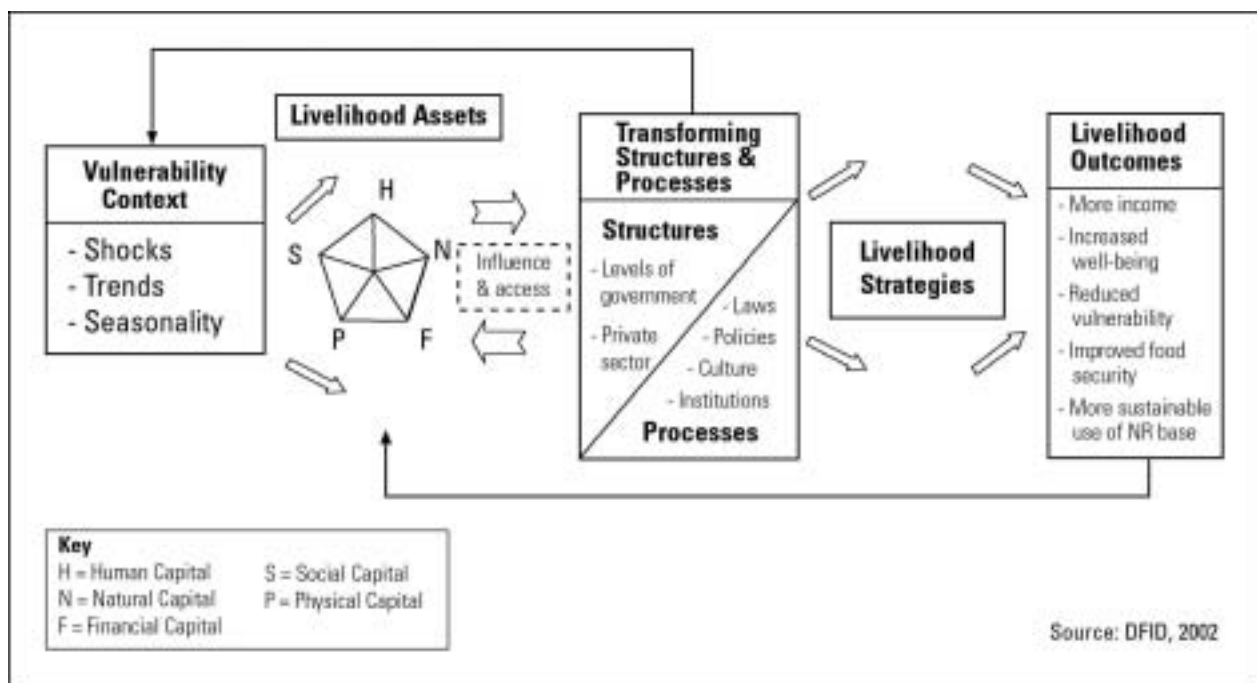 Livelihood Assets
Vulnerability
Context
- Shocks
- Trends
- Seasonality
H
S
N
P
F
Influence
& access
Transforming
Structures &
Processes
Structures
- Levels of
government
- Private
sector
- Laws
- Policies
- Culture
- Institutions
Processes
Livelihood
Strategies
Livelihood
Outcomes
- More income
- Increased
well-being
- Reduced
vulnerability
- Improved food
security
- More sustainable
use of NR base
Key
H = Human Capital
S = Social Capital
N = Natural Capital
P = Physical Capital
F = Financial Capital
Source: DFID, 2002